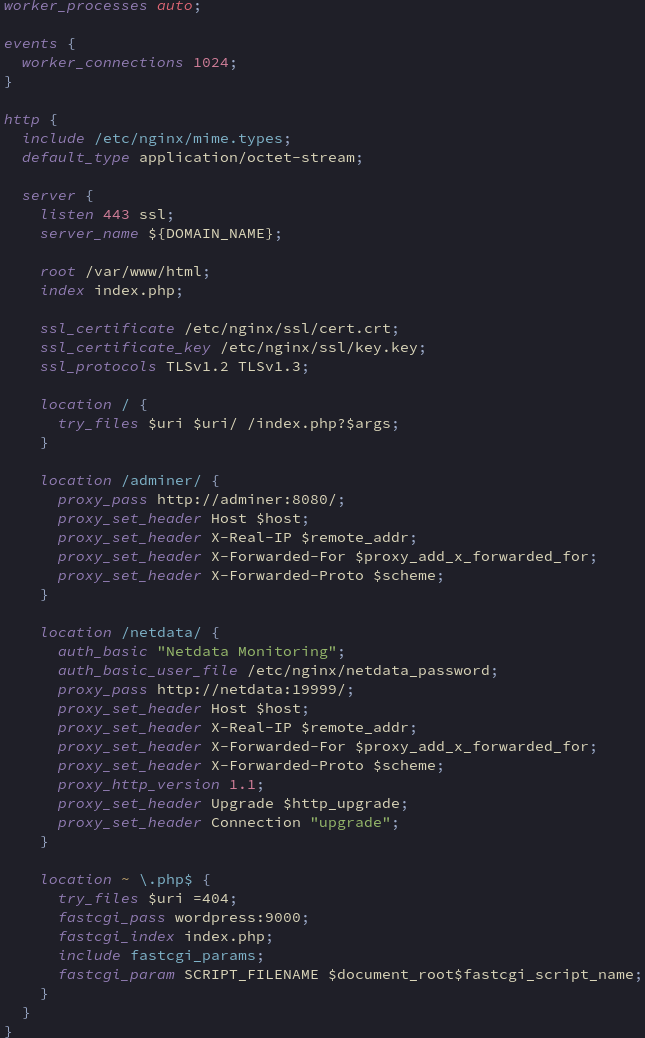 worker_processes auto;
events {
worker_connections 1024;
}
http {
include /etc/nginx/mime.types;
default_type application/octet-stream;
server {
listen 443 ssl;
server_name ${DOMAIN_NAME};
root /var/www/html;
index index.php;
ssl_certificate /etc/nginx/ssl/cert.crt;
ssl_certificate_key /etc/nginx/ssl/key.key;
ssl_protocols TLSv1.2 TLSv1.3;
location / {
try_files $uri $uri/ /index.php?$args;
}
location /adminer/ {
proxy_pass http://adminer:8080/;
proxy_set_header Host $host;
proxy_set_header X-Real-IP $remote_addr;
proxy_set_header X-Forwarded-For $proxy_add_x_forwarded_for;
proxy_set_header X-Forwarded-Proto $scheme;
}
location /netdata/ {
auth_basic "Netdata Monitoring";
auth_basic_user_file /etc/nginx/netdata_password;
proxy_pass http://netdata:19999/;
proxy_set_header Host $host;
proxy_set_header X-Real-IP $remote_addr;
proxy_set_header X-Forwarded-For $proxy_add_x_forwarded_for;
proxy_set_header X-Forwarded-Proto $scheme;
proxy_http_version 1.1;
proxy_set_header Upgrade $http_upgrade;
proxy_set_header Connection "upgrade";
}
location ~ \.php$ {
try_files $uri =404;
fastcgi_pass wordpress:9000;
fastcgi_index index.php;
include fastcgi_params;
fastcgi_param SCRIPT_FILENAME $document_root$fastcgi_script_name;
}
}
}